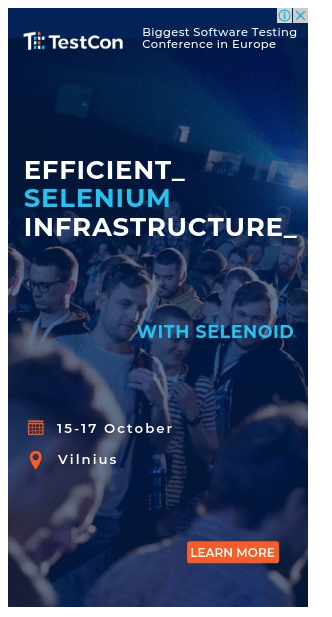 TestCon
Biggest Software Testing
Conference in Europe
EFFICIENT_
SELENIUM
INFRASTRUCTURE_
WITH SELENOID
15-17 October
Vilnius
LEARN MORE